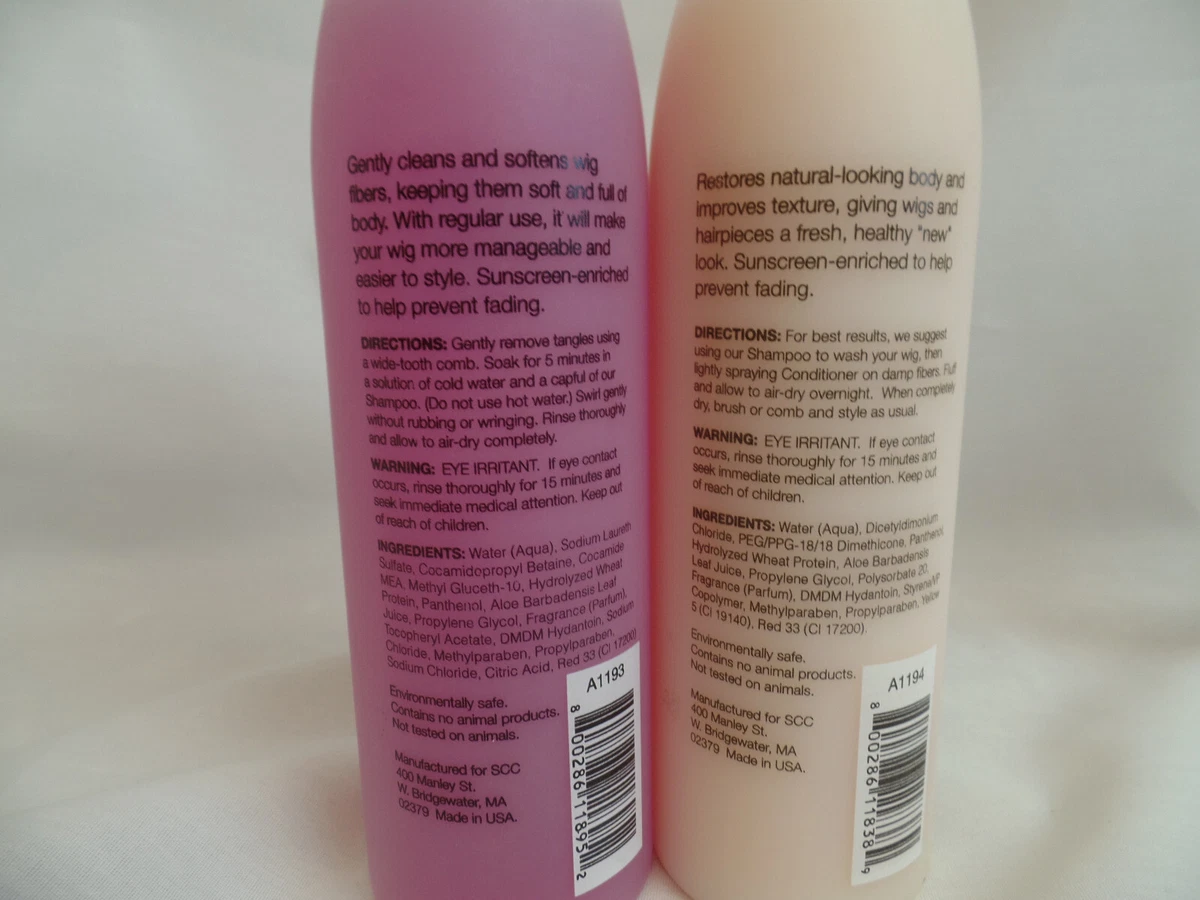 Gently cleans and softens wig
fibers, keeping them soft and full of
body. With regular use, it will make
your wig more manageable and
easier to style. Sunscreen-enriched
to help prevent fading.
DIRECTIONS: Gently remove tangles using
a wide-tooth comb. Soak for 5 minutes in
a solution of cold water and a capful of our
Shampoo. (Do not use hot water.) Swirl gently
without rubbing or wringing. Rinse thoroughly
and allow to air-dry completely.
WARNING: EYE IRRITANT. If eye contact
occurs, rinse thoroughly for 15 minutes and
seek immediate medical attention. Keep out
of reach of children.
INGREDIENTS: Water (Aqua), Sodium Laureth
Sulfate, Cocamidopropyl Betaine, Cocamide
MEA, Methyl Gluceth-10, Hydrolyzed Wheat
Protein, Panthenol, Aloe Barbadensis Leaf
Juice, Propylene Glycol, Fragrance (Parfum),
Tocopheryl Acetate, DMDM Hydantoin, Sodium
Chloride, Methylparaben, Propylparaben,
Sodium Chloride, Citric Acid, Red 33 (CI 17200)
Environmentally safe.
Contains no animal products.
Not tested on animals.
Manufactured for SCC
400 Manley St.
W. Bridgewater, MA
02379 Made in USA.
A1193
8 00286 11895 2
Restores natural-looking body and
improves texture, giving wigs and
hairpieces a fresh, healthy "new"
look. Sunscreen-enriched to help
prevent fading.
DIRECTIONS: For best results, we suggest
using our Shampoo to wash your wig, then
lightly spraying Conditioner on damp fibers. Fluff
and allow to air-dry overnight. When completely
dry, brush or comb and style as usual.
WARNING: EYE IRRITANT. If eye contact
occurs, rinse thoroughly for 15 minutes and
seek immediate medical attention. Keep out
of reach of children.
INGREDIENTS: Water (Aqua), Dicetyldimonium
Chloride, PEG/PPG-18/18 Dimethicone, Panthenol,
Hydrolyzed Wheat Protein, Aloe Barbadensis
Leaf Juice, Propylene Glycol, Polysorbate 20,
Fragrance (Parfum), DMDM Hydantoin, Styrene/VP
Copolymer, Methylparaben, Propylparaben, Yellow
5 (CI 19140), Red 33 (CI 17200).
Environmentally safe.
Contains no animal products.
Not tested on animals.
Manufactured for SCC
400 Manley St.
W. Bridgewater, MA
02379 Made in USA.
A1194
8 00286 11838 9